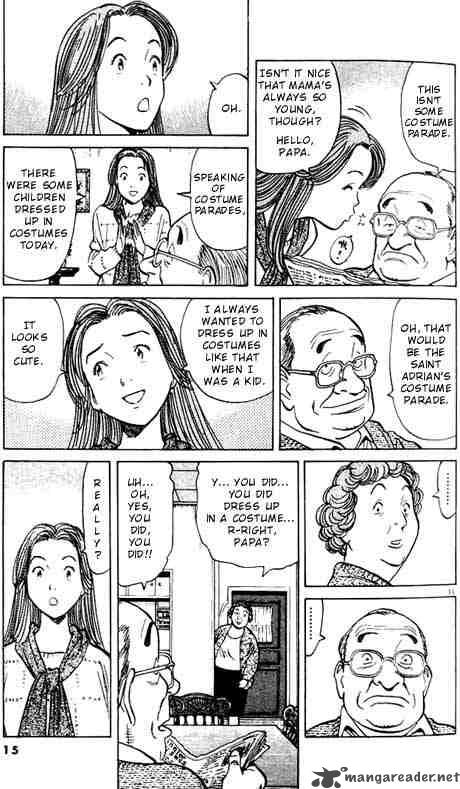 THIS
ISN'T
SOME
COSTUME
PARADE.
ISN'T IT NICE
THAT MAMA'S
ALWAYS SO
YOUNG,
THOUGH?
HELLO,
PAPA.
OH.
SPEAKING
OF
COSTUME
PARADES.
THERE
WERE SOME
CHILDREN
DRESSED
UP IN
COSTUMES
TODAY.
OH, THAT
WOULD
BE THE
SAINT
ADRIAN'S
COSTUME
PARADE.
I ALWAYS
WANTED TO
DRESS UP IN
COSTUMES
LIKE THAT
WHEN I
WAS A KID.
IT
LOOKS
SO
CUTE.
........
........
Y... YOU DID...
YOU DID
DRESS UP
IN A COSTUME...
R-RIGHT,
PAPA?
UH...
OH,
YES,
YOU
DID,
YOU
DID!!
REALLY?
15
mangareader.net